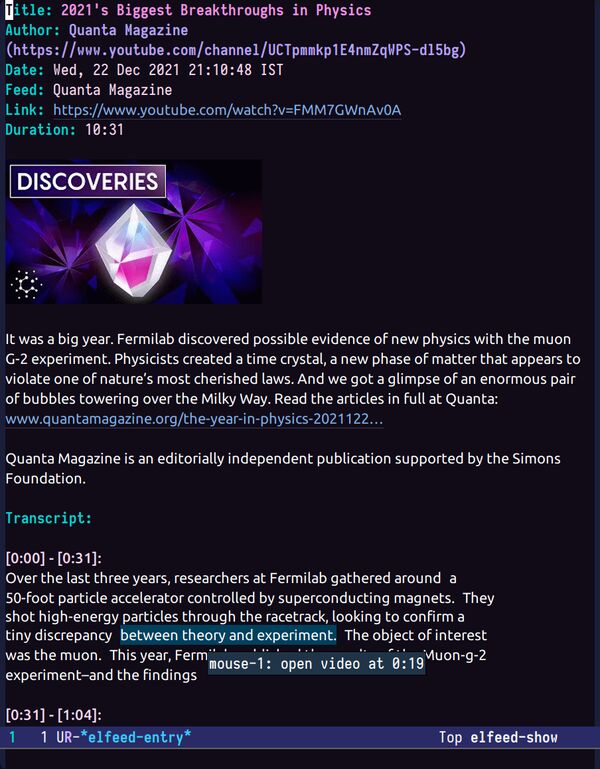 Title: 2021's Biggest Breakthroughs in Physics
Author: Quanta Magazine
(https://www.youtube.com/channel/UCTpmmkp1E4nmZqWPS-dl5bg)
Date: Wed, 22 Dec 2021 21:10:48 IST
Feed: Quanta Magazine
Link: https://www.youtube.com/watch?v=FMM7GWnAv0A
Duration: 10:31
DISCOVERIES
It was a big year. Fermilab discovered possible evidence of new physics with the muon
G-2 experiment. Physicists created a time crystal, a new phase of matter that appears to
violate one of nature’s most cherished laws. And we got a glimpse of an enormous pair
of bubbles towering over the Milky Way. Read the articles in full at Quanta:
www.quantamagazine.org/the-year-in-physics-2021122…
Quanta Magazine is an editorially independent publication supported by the Simons
Foundation.
Transcript:
[0:00] - [0:31]:
Over the last three years, researchers at Fermilab gathered around a
50-foot particle accelerator controlled by superconducting magnets. They
shot high-energy particles through the racetrack, looking to confirm a
tiny discrepancy between theory and experiment. The object of interest
was the muon. This year, Muon-g-2
mouse-1: open video at 0:19
experiment–and the findings
[0:31] - [1:04]:
1 1 UR-*elfeed-entry* Top elfeed-show